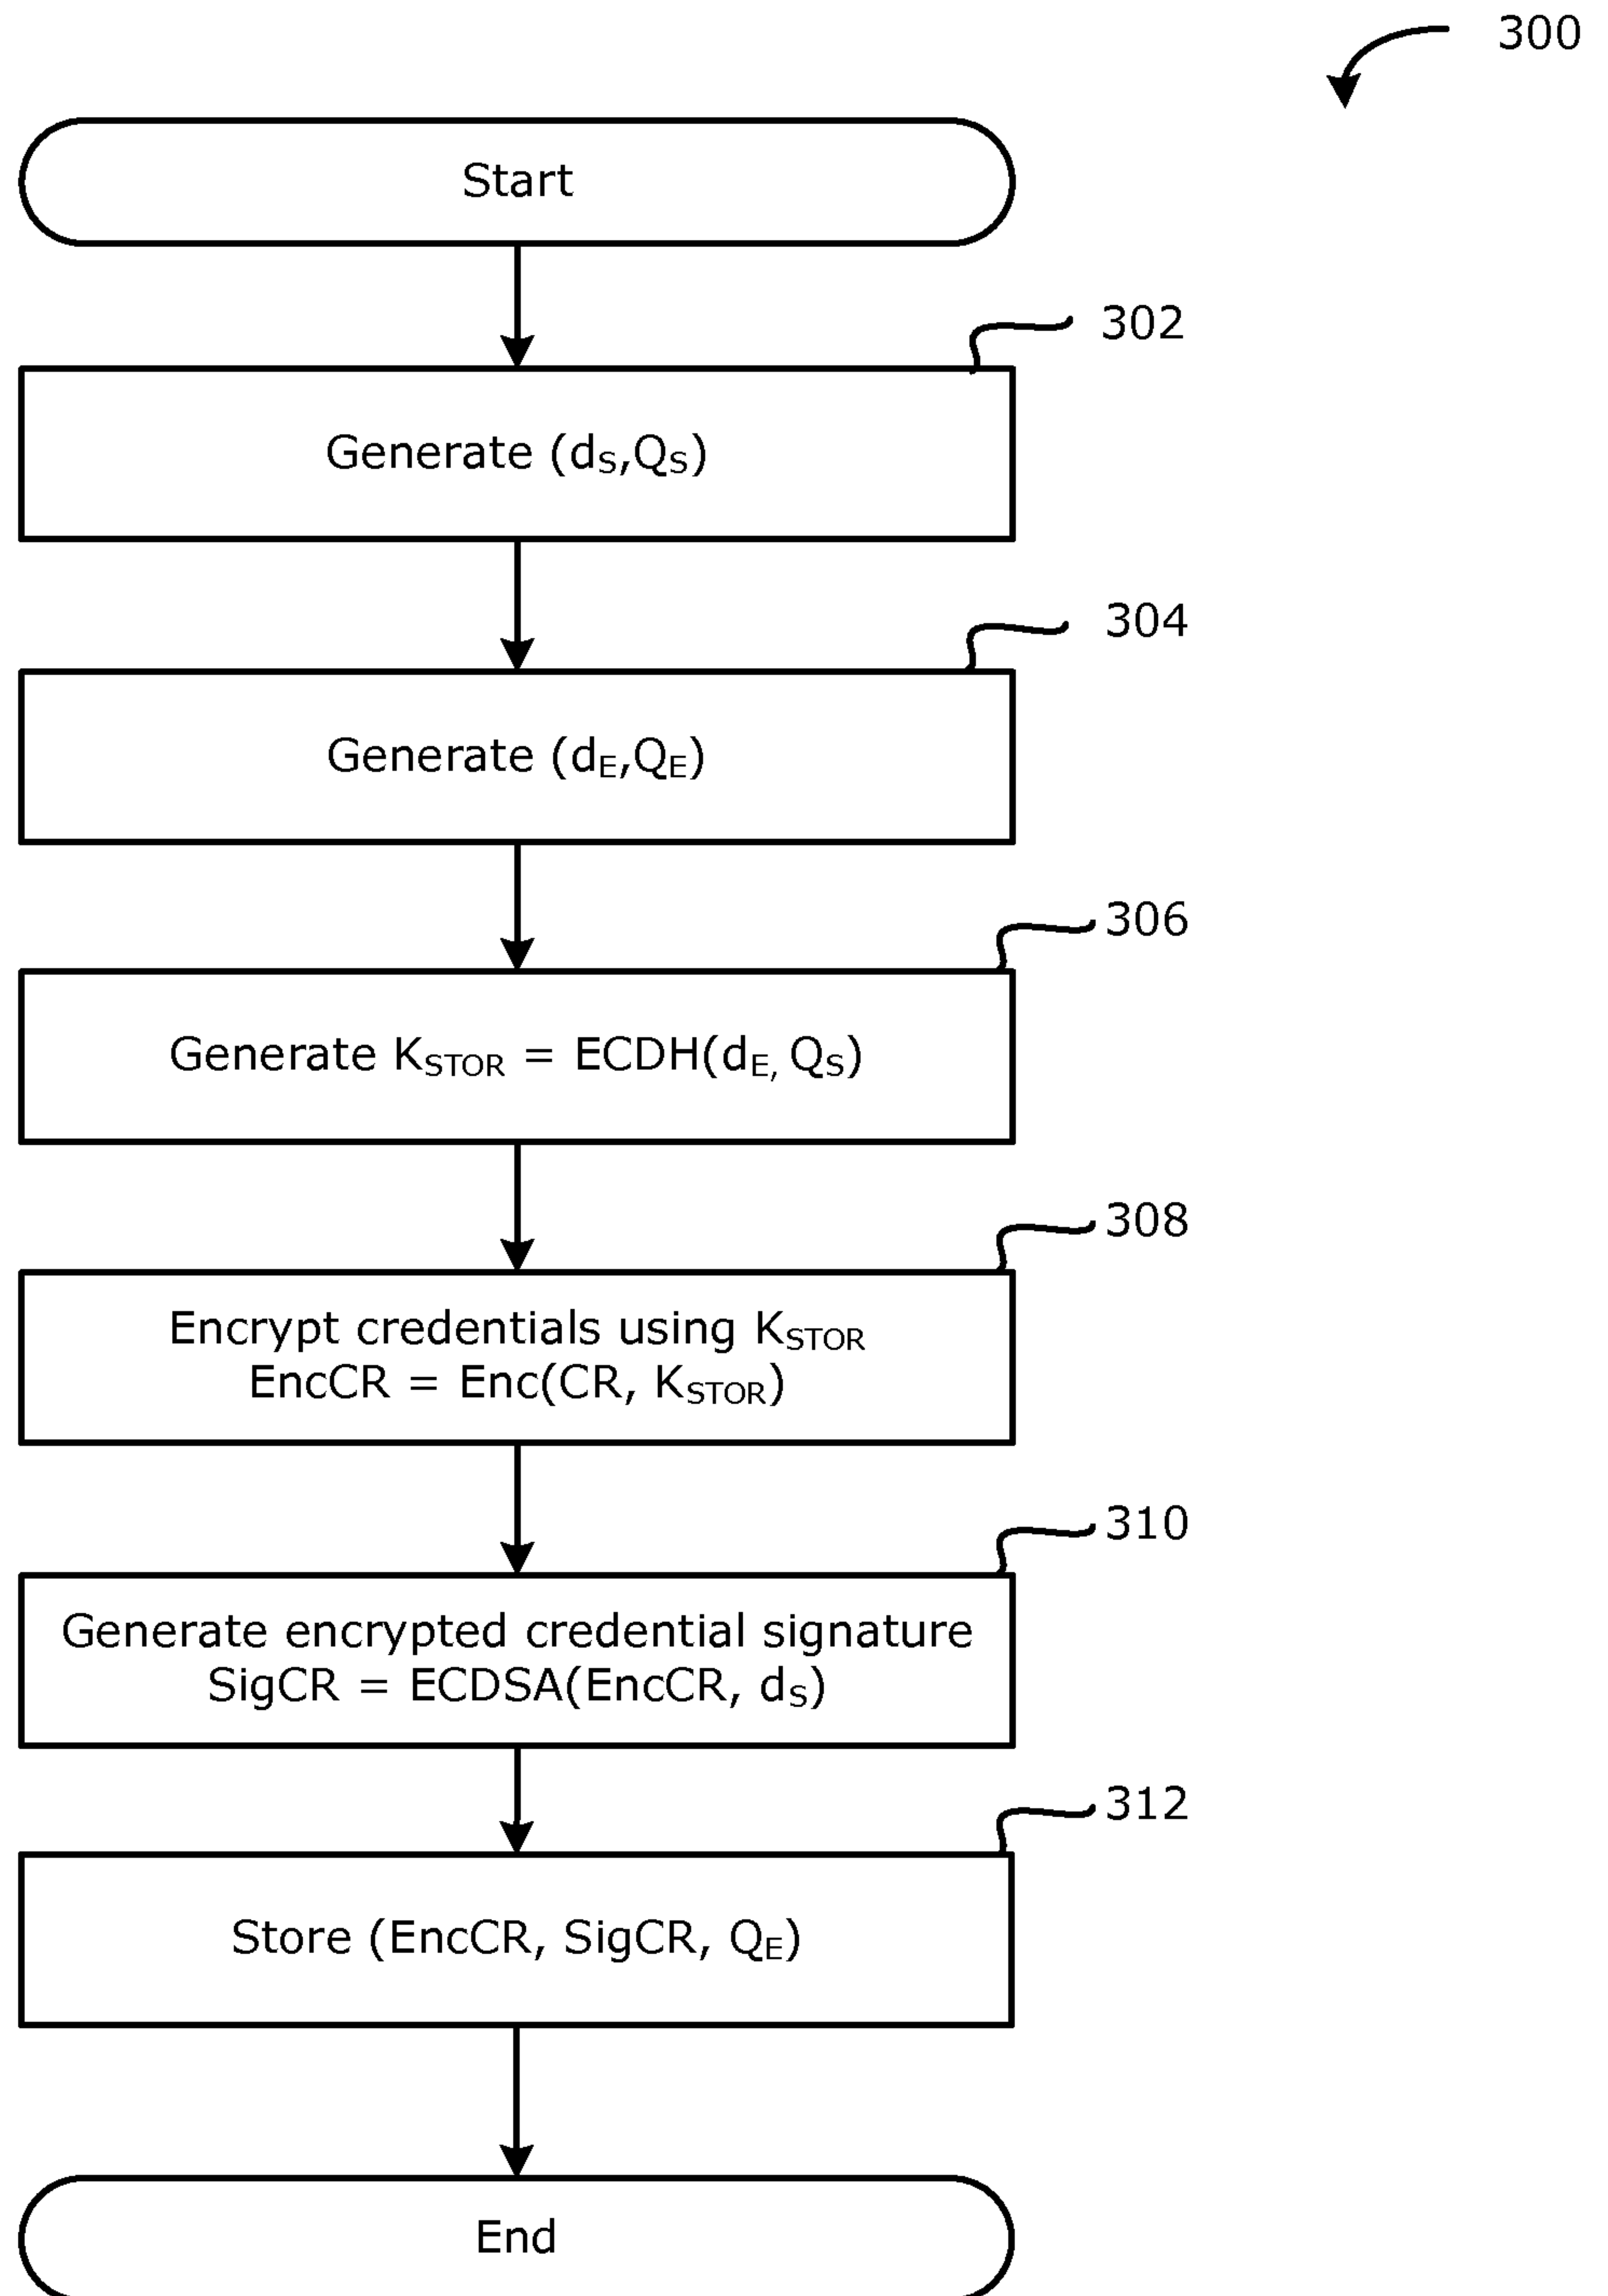 300
Start
302
Generate (dS,QS)
304
Generate (dE,QE)
306
Generate KSTOR = ECDH(dE, QS)
308
Encrypt credentials using KSTOR
EncCR = Enc(CR, KSTOR)
310
Generate encrypted credential signature
SigCR = ECDSA(EncCR, dS)
312
Store (EncCR, SigCR, QE)
End